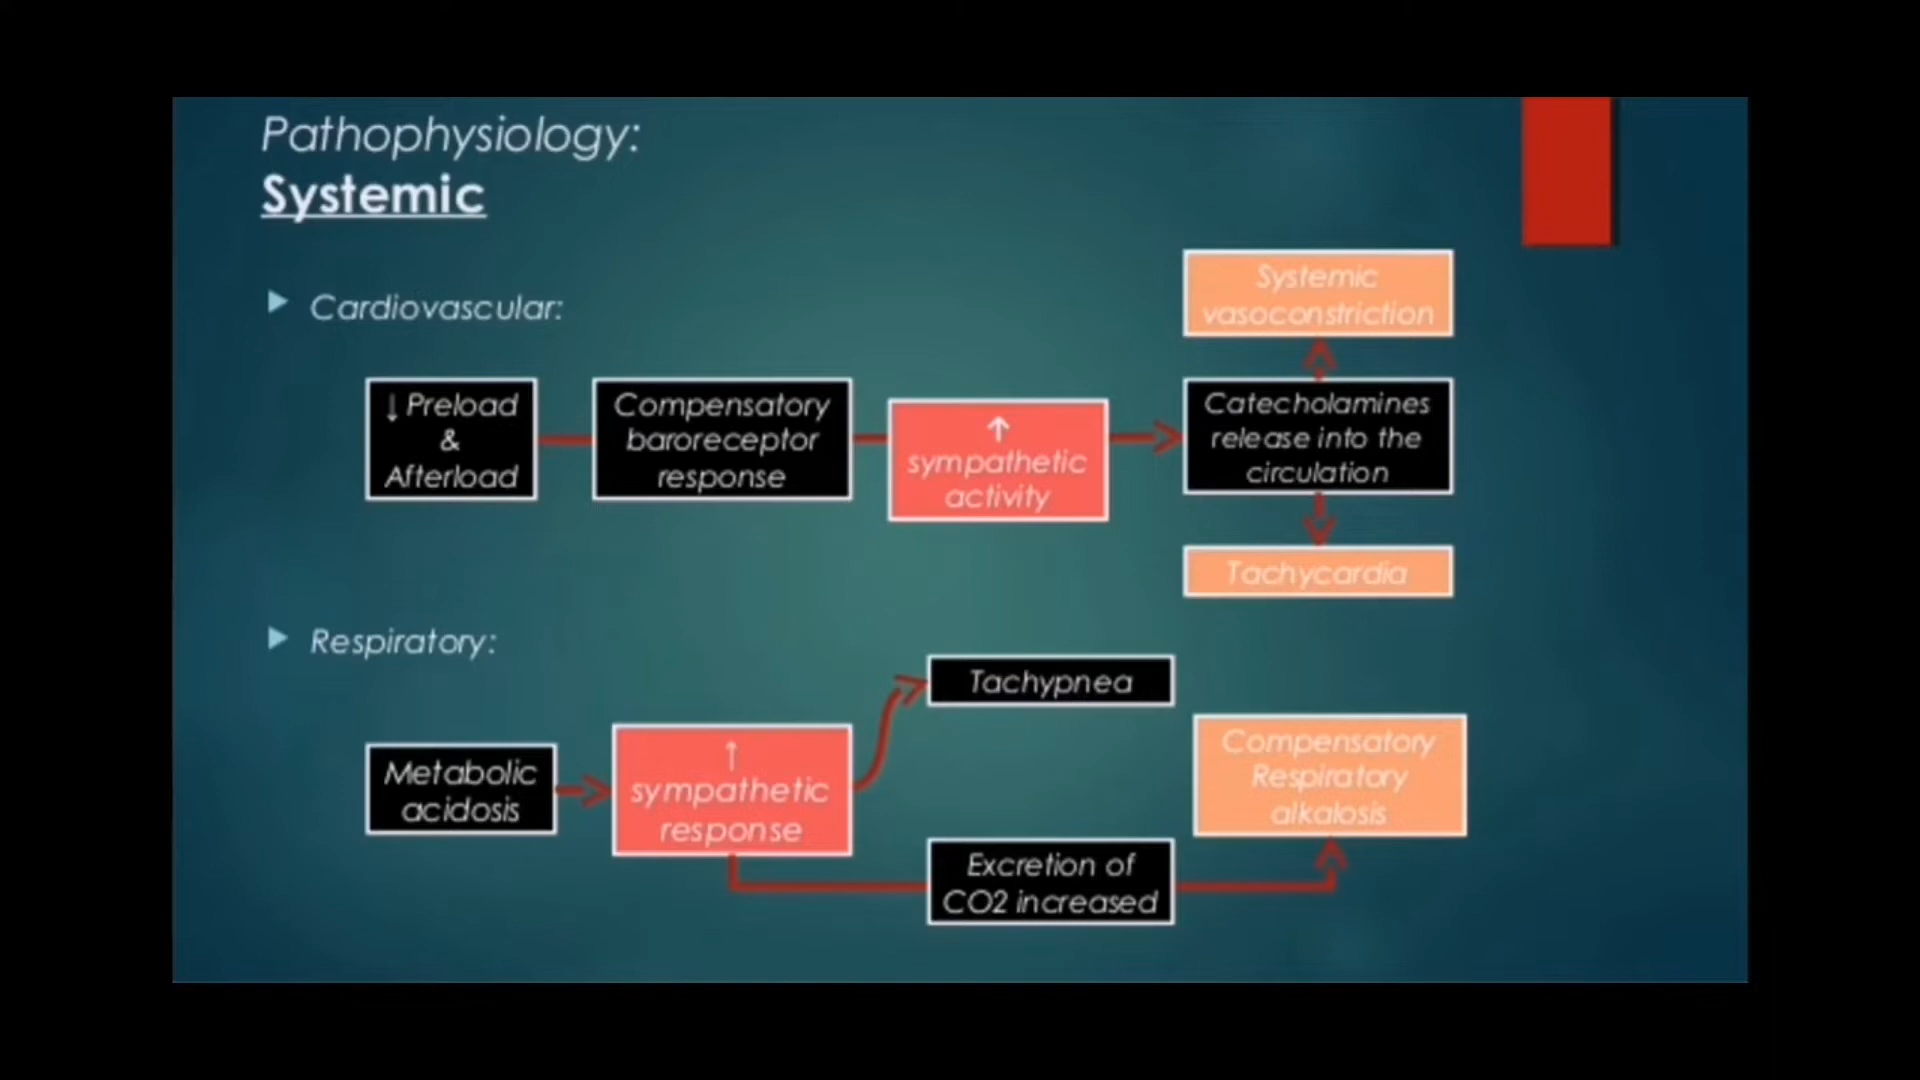 Pathophysiology:
Systemic
Cardiovascular:
↓ Preload
&
Afterload
Compensatory
baroreceptor
response
↑
sympathetic
activity
Catecholamines
release into the
circulation
Systemic
vasoconstriction
Tachycardia
Respiratory:
Metabolic
acidosis
↑
sympathetic
response
Tachypnea
Excretion of
CO2 increased
Compensatory
Respiratory
alkalosis